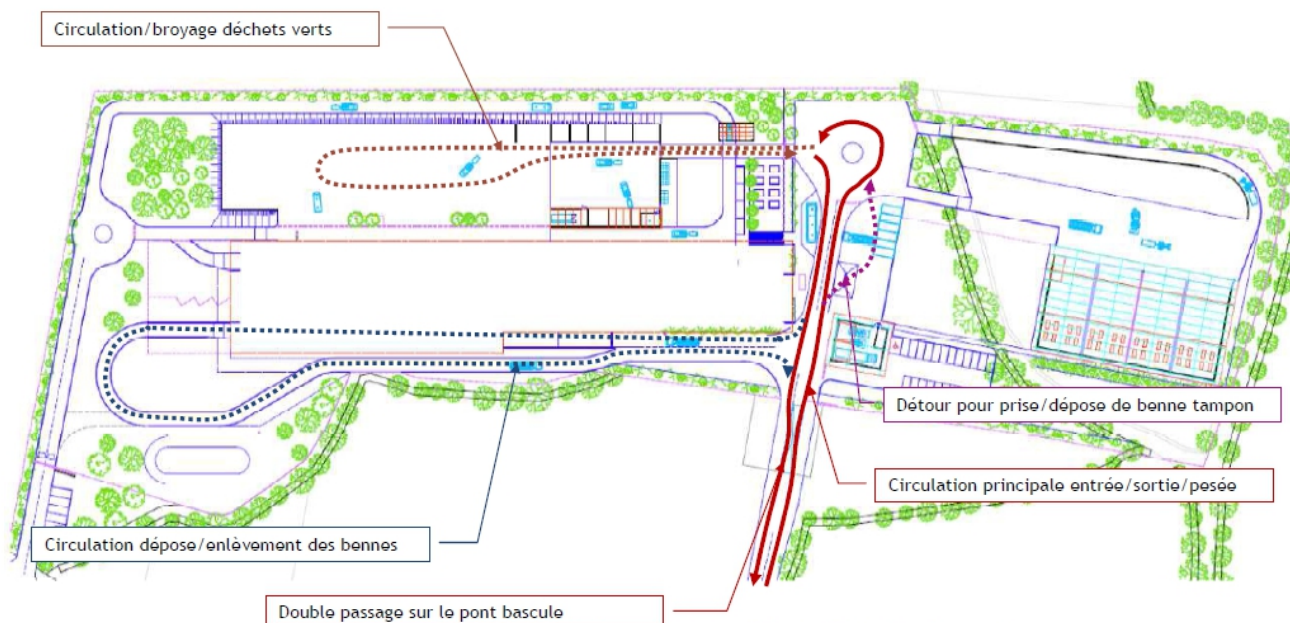 Circulation/broyage déchets verts
Détour pour prise/dépose de benne tampon
Circulation principale entrée/sortie/pesée
Circulation dépose/enlèvement des bennes
Double passage sur le pont bascule